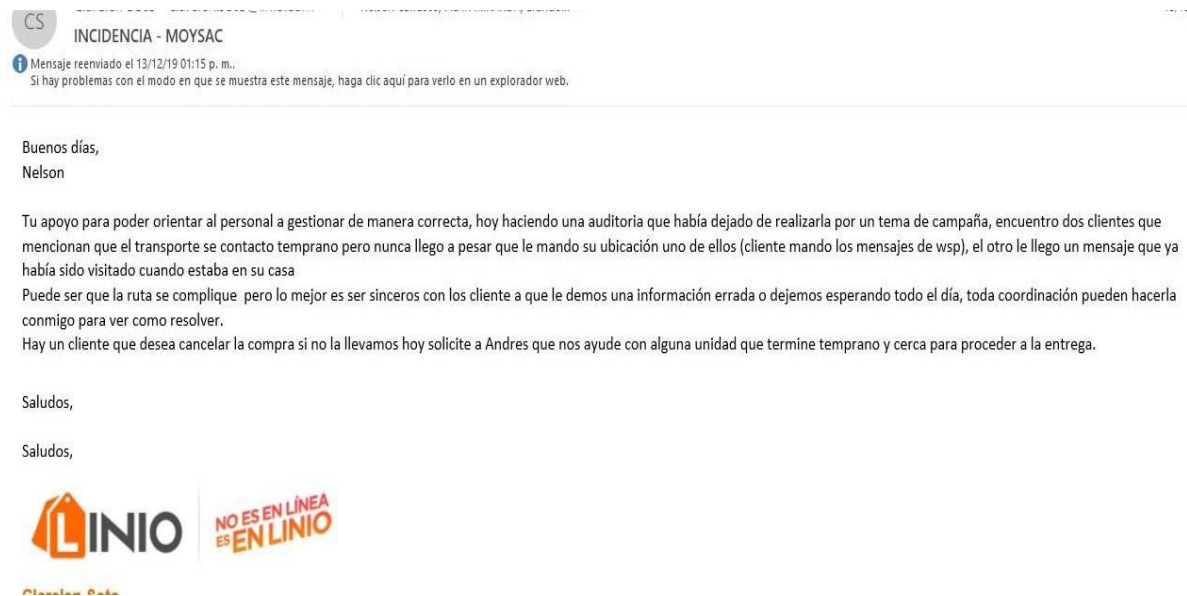 CS
INCIDENCIA - MOYSAC
Mensaje reenviado el 13/12/19 01:15 p. m..
Si hay problemas con el modo en que se muestra este mensaje, haga clic aquí para verlo en un explorador web.
Buenos días,
Nelson
Tu apoyo para poder orientar al personal a gestionar de manera correcta, hoy haciendo una auditoria que había dejado de realizarla por un tema de campaña, encuentro dos clientes que
mencionan que el transporte se contacto temprano pero nunca llego a pesar que le mando su ubicación uno de ellos (cliente mando los mensajes de wsp), el otro le llego un mensaje que ya
había sido visitado cuando estaba en su casa
Puede ser que la ruta se complique  pero lo mejor es ser sinceros con los cliente a que le demos una información errada o dejemos esperando todo el día, toda coordinación pueden hacerla
conmigo para ver como resolver.
Hay un cliente que desea cancelar la compra si no la llevamos hoy solicite a Andres que nos ayude con alguna unidad que termine temprano y cerca para proceder a la entrega.
Saludos,
Saludos,
LINIO
NO ES EN LÍNEA
ES EN LINIO